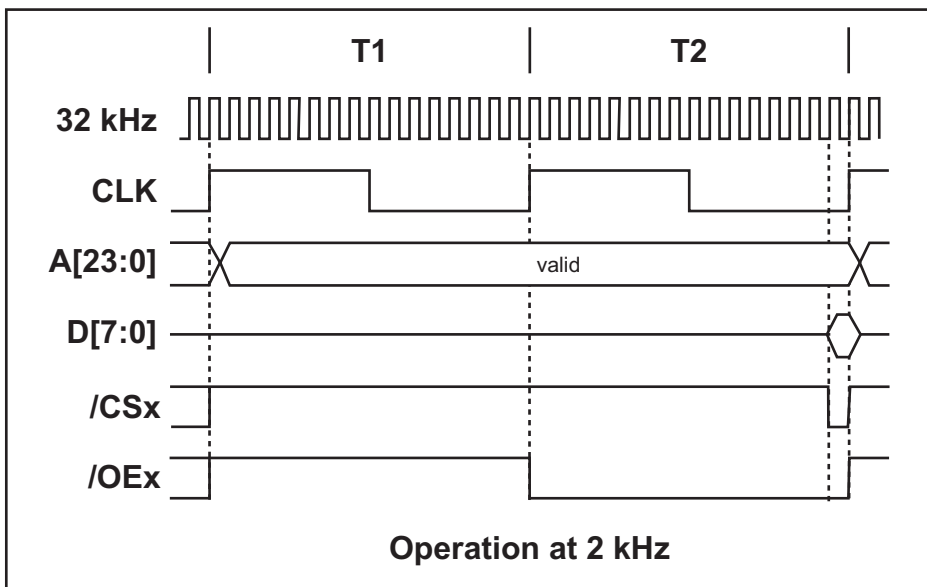 T1 T2
32 kHz
CLK
A[23:0] valid
D[7:0]
/CSx
/OEx
Operation at 2 kHz